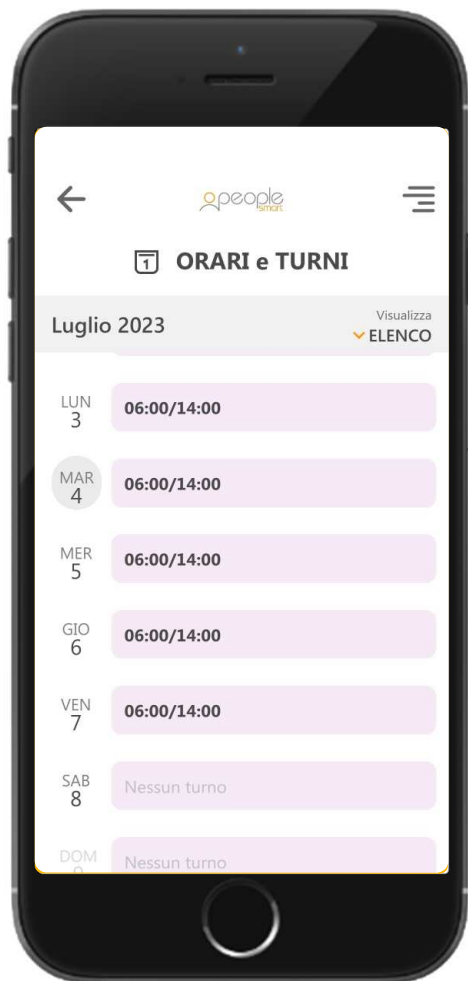 people
smart
1
ORARI e TURNI
Luglio 2023
Visualizza
ELENCO
LUN
3
06:00/14:00
MAR
4
06:00/14:00
MER
5
06:00/14:00
GIO
6
06:00/14:00
VEN
7
06:00/14:00
SAB
8
Nessun turno
DOM
Nessun turno